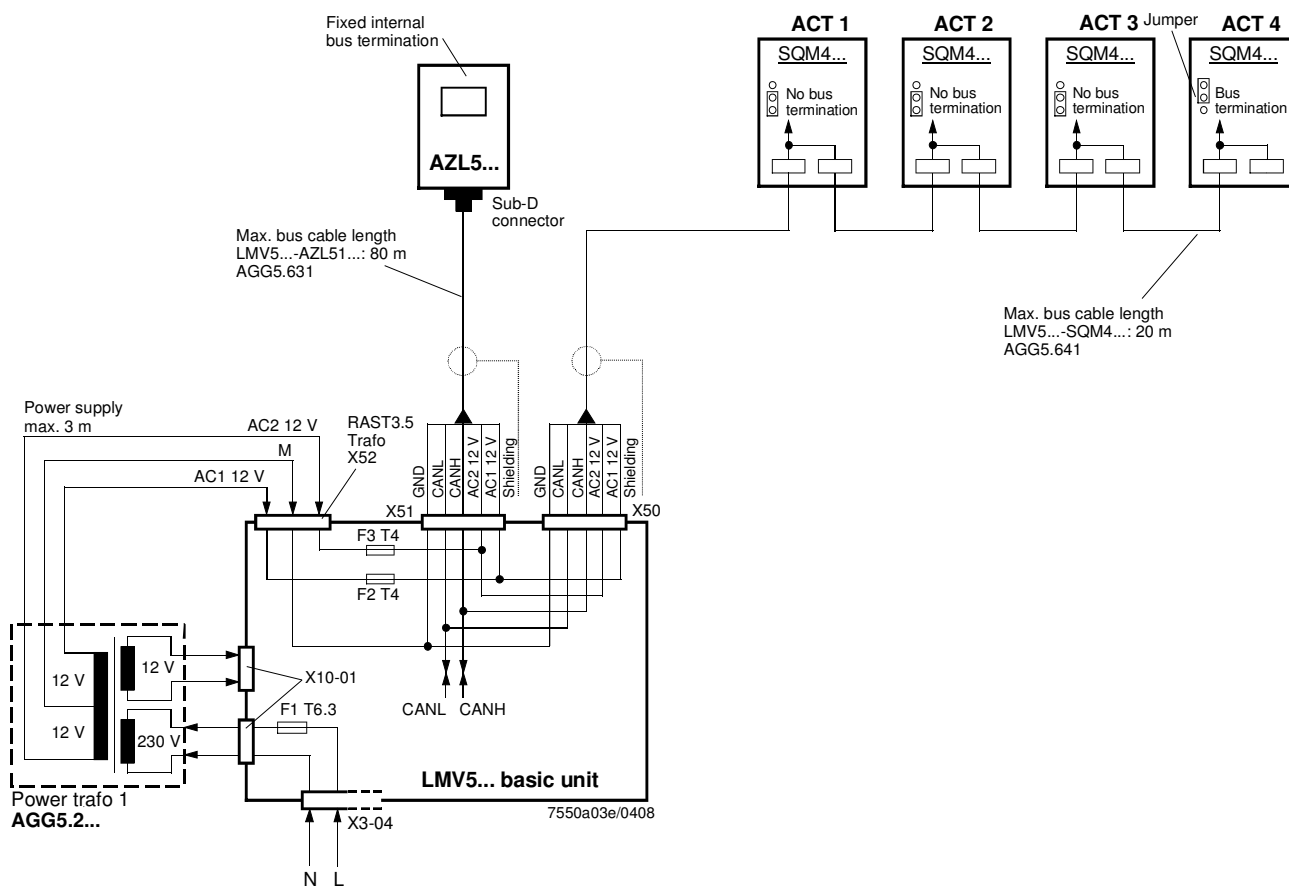 Fixed internal
bus termination
AZL5...
Sub-D
connector
Max. bus cable length
LMV5...-AZL51...: 80 m
AGG5.631
ACT 1
SQM4...
No bus
termination
ACT 2
SQM4...
No bus
termination
ACT 3
SQM4...
No bus
termination
Jumper
ACT 4
SQM4...
Bus
termination
Max. bus cable length
LMV5...-SQM4...: 20 m
AGG5.641
Power supply
max. 3 m
AC2 12 V
M
AC1 12 V
RAST3.5
Trafo
X52
GND
CANL
CANH
AC2 12 V
AC1 12 V
Shielding
GND
CANL
CANH
AC2 12 V
AC1 12 V
Shielding
X51
X50
F3 T4
F2 T4
12 V
12 V
12 V
230 V
X10-01
F1 T6.3
CANL
CANH
LMV5... basic unit
Power trafo 1
AGG5.2...
X3-04
7550a03e/0408
N
L